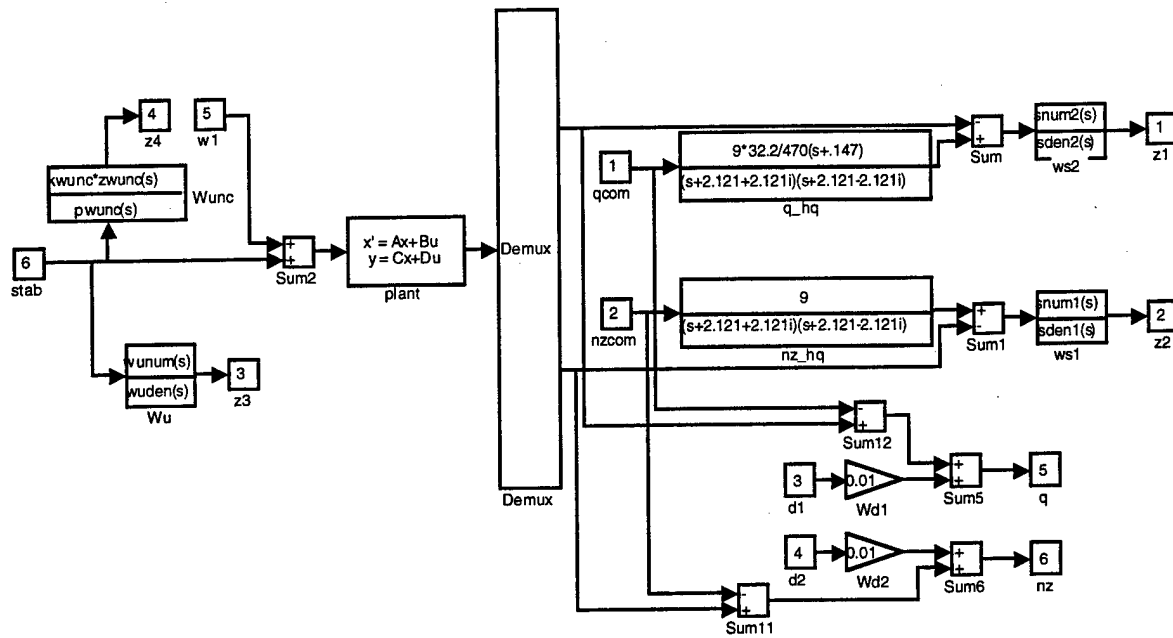 4
z4
5
w1
xwunc*zwunc(s)
pwunc(s)
Wunc
6
stab
+
+
Sum2
x' = Ax+Bu
y = Cx+Du
plant
wunum(s)
wuden(s)
Wu
3
z3
Demux
Demux
1
qcom
9*32.2/470(s+.147)
(s+2.121+2.121i)(s+2.121-2.121i)
q_hq
-
+
Sum
snum2(s)
sden2(s)
ws2
1
z1
2
nzcom
9
(s+2.121+2.121i)(s+2.121-2.121i)
nz_hq
+
-
Sum1
snum1(s)
sden1(s)
ws1
2
z2
-
+
Sum12
3
d1
0.01
Wd1
+
+
Sum5
5
q
4
d2
0.01
Wd2
+
+
Sum6
6
nz
-
+
Sum11